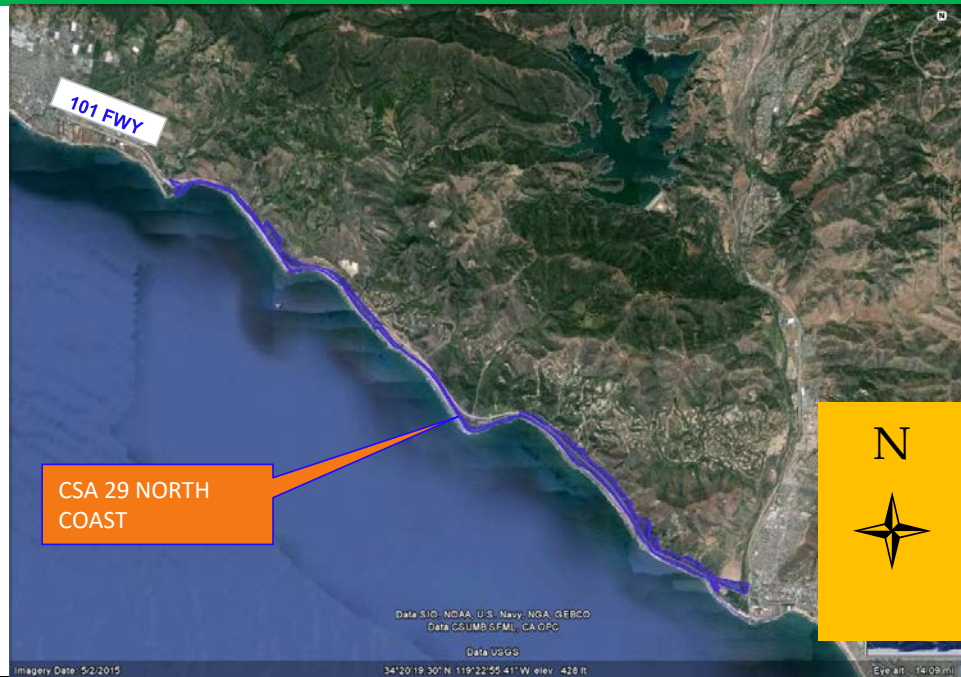 N
101 FWY
CSA 29 NORTH
COAST
N
Data SIO, NOAA, U.S. Navy, NGA, GEBCO
Data CSUMB SFML, CA OPC
Data USGS
Imagery Date: 5/2/2015
34°20'19.30" N 119°22'55.41" W elev 428 ft
Eye alt 14.09 mi